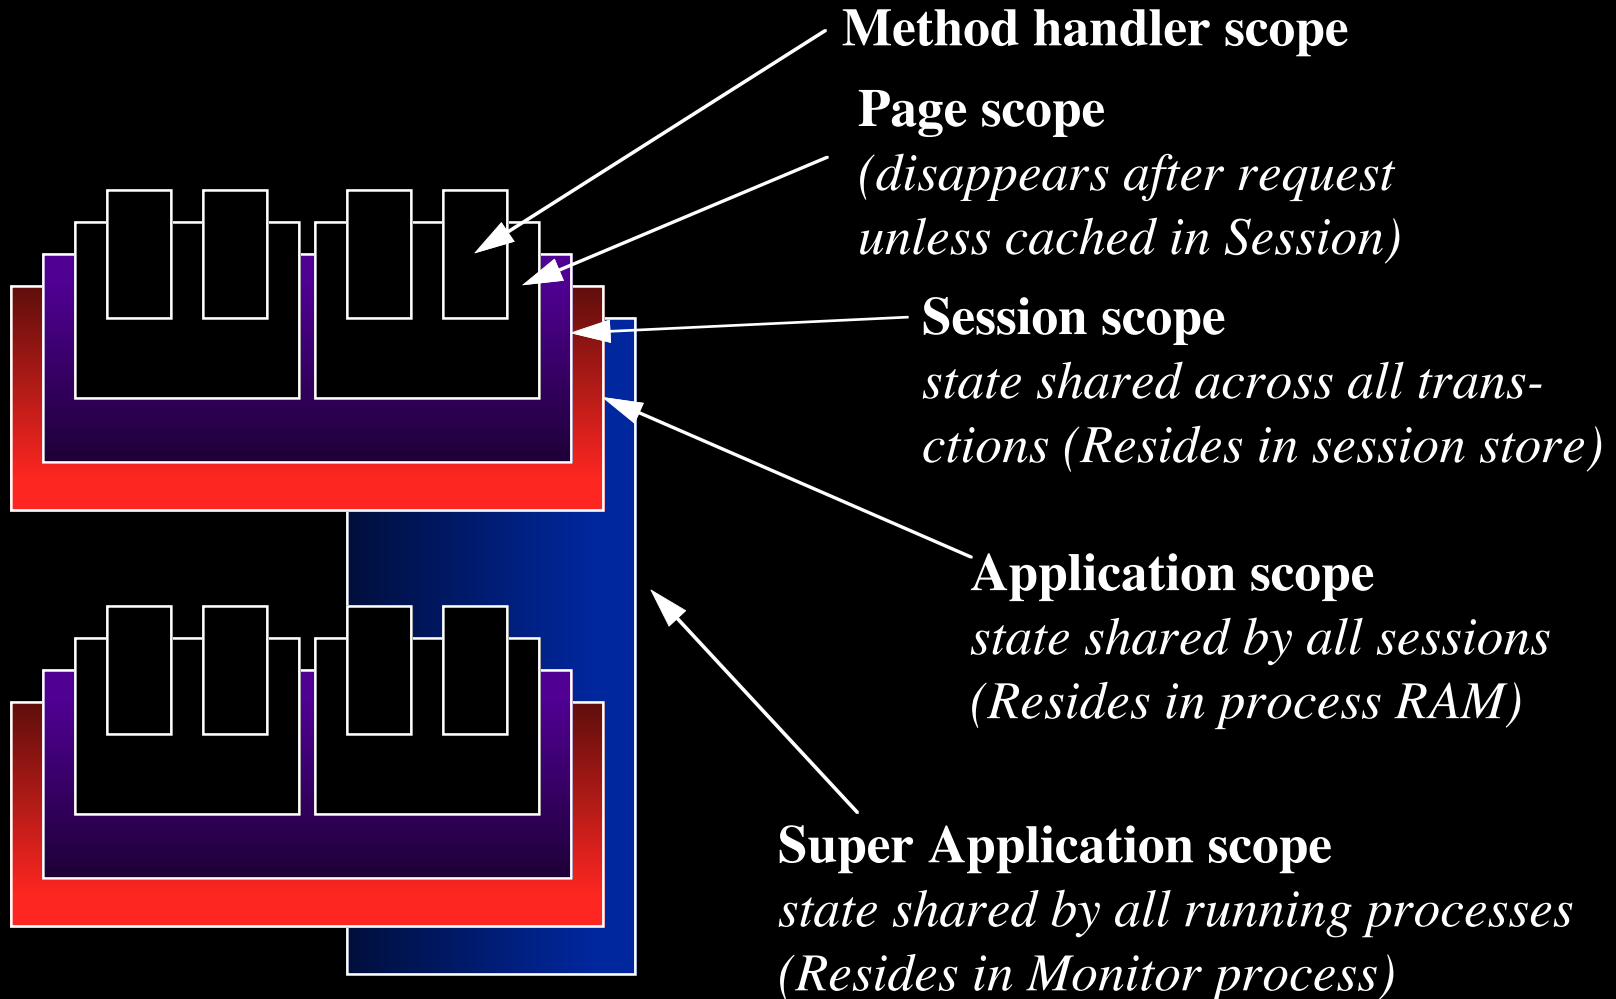 Method handler scope
Page scope
(disappears after request
unless cached in Session)
Session scope
state shared across all trans-
ctions (Resides in session store)
Application scope
state shared by all sessions
(Resides in process RAM)
Super Application scope
state shared by all running processes
(Resides in Monitor process)